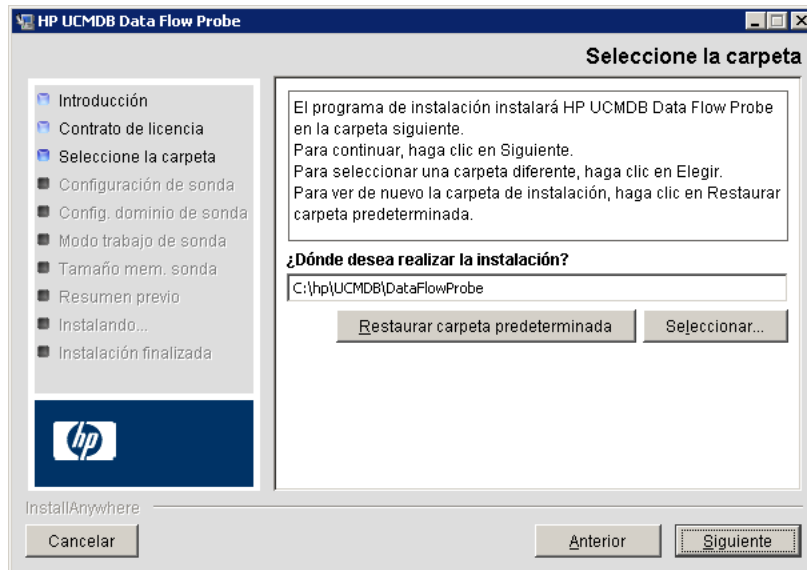 HP UCMDB Data Flow Probe
Seleccione la carpeta
Introducción
Contrato de licencia
Seleccione la carpeta
Configuración de sonda
Config. dominio de sonda
Modo trabajo de sonda
Tamaño mem. sonda
Resumen previo
Instalando...
Instalación finalizada
El programa de instalación instalará HP UCMDB Data Flow Probe
en la carpeta siguiente.
Para continuar, haga clic en Siguiente.
Para seleccionar una carpeta diferente, haga clic en Elegir.
Para ver de nuevo la carpeta de instalación, haga clic en Restaurar
carpeta predeterminada.
¿Dónde desea realizar la instalación?
C:\hp\UCMDB\DataFlowProbe
Restaurar carpeta predeterminada
Seleccionar...
hp
InstallAnywhere
Cancelar
Anterior
Siguiente